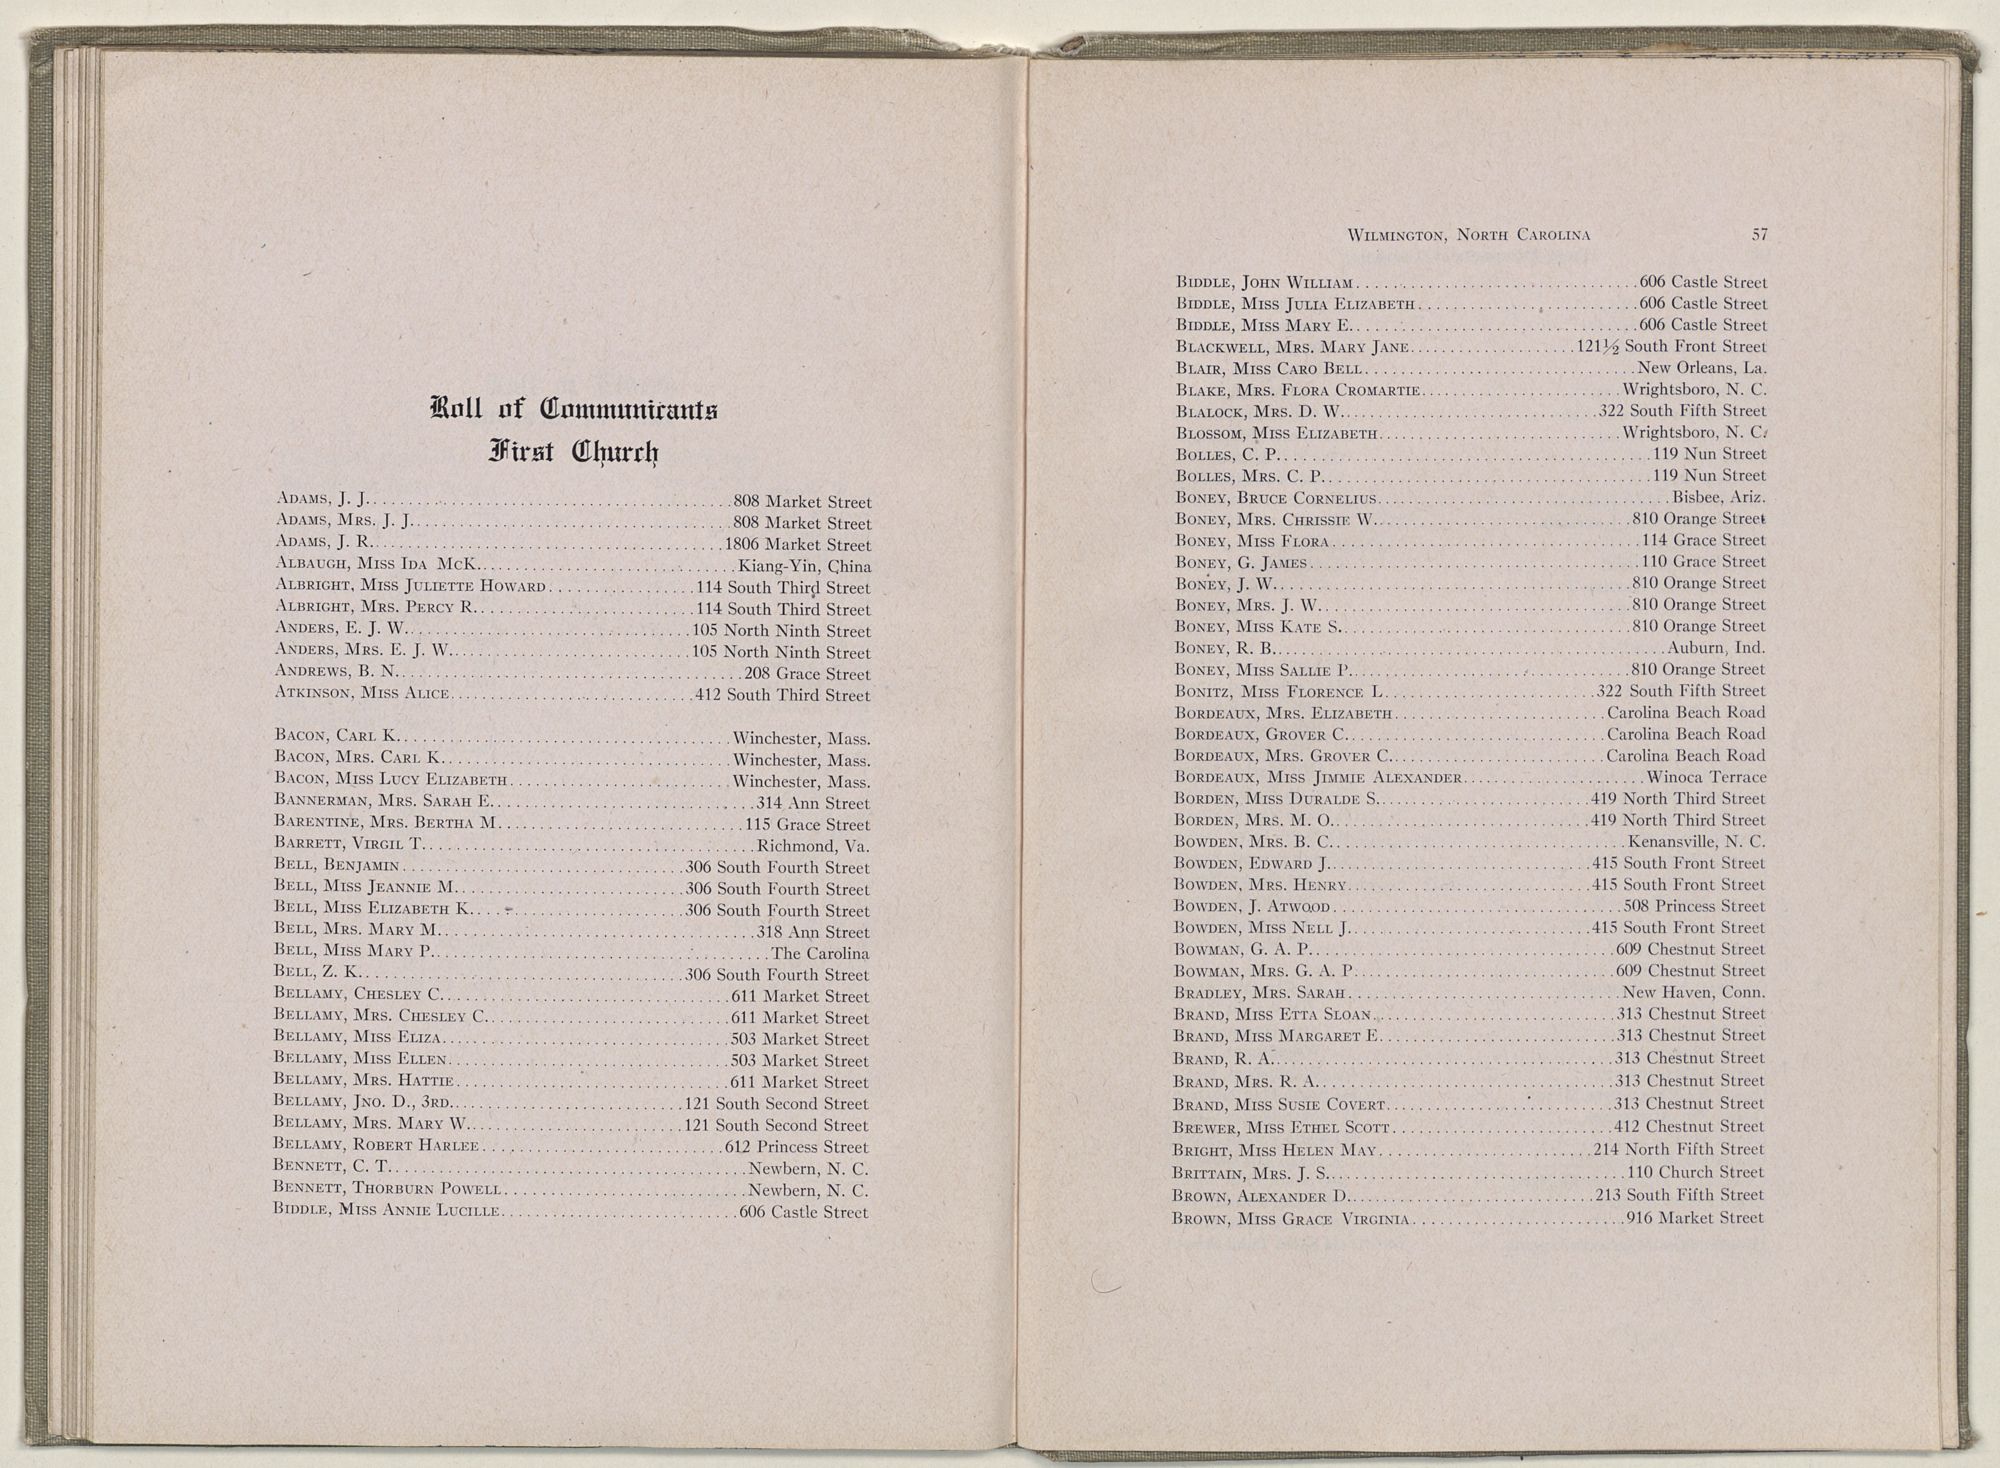 Roll of Communicants
First Church
Adams, J. J. 808 Market Street
Adams, Mrs. J. J. 808 Market Street
Adams, J. R. 1806 Market Street
Albaugh, Miss Ida McK. Kiang-Yin, China
Albright, Miss Juliette Howard 114 South Third Street
Albright, Mrs. Percy R. 114 South Third Street
Anders, E. J. W. 105 North Ninth Street
Anders, Mrs. E. J. W. 105 North Ninth Street
Andrews, B. N. 208 Grace Street
Atkinson, Miss Alice 412 South Third Street
Bacon, Carl K. Winchester, Mass.
Bacon, Mrs. Carl K. Winchester, Mass.
Bacon, Miss Lucy Elizabeth Winchester, Mass.
Bannerman, Mrs. Sarah E. 314 Ann Street
Barentine, Mrs. Bertha M. 115 Grace Street
Barrett, Virgil T. Richmond, Va.
Bell, Benjamin 306 South Fourth Street
Bell, Miss Jeannie M. 306 South Fourth Street
Bell, Miss Elizabeth K. 306 South Fourth Street
Bell, Mrs. Mary M. 318 Ann Street
Bell, Miss Mary P. The Carolina
Bell, Z. K. 306 South Fourth Street
Bellamy, Chesley C. 611 Market Street
Bellamy, Mrs. Chesley C. 611 Market Street
Bellamy, Miss Eliza 503 Market Street
Bellamy, Miss Ellen 503 Market Street
Bellamy, Mrs. Hattie 611 Market Street
Bellamy, Jno. D., 3rd. 121 South Second Street
Bellamy, Mrs. Mary W. 121 South Second Street
Bellamy, Robert Harlee 612 Princess Street
Bennett, C. T. Newbern, N. C.
Bennett, Thorburn Powell Newbern, N. C.
Biddle, Miss Annie Lucille 606 Castle Street
Wilmington, North Carolina 57
Biddle, John William 606 Castle Street
Biddle, Miss Julia Elizabeth 606 Castle Street
Biddle, Miss Mary E. 606 Castle Street
Blackwell, Mrs. Mary Jane 121½ South Front Street
Blair, Miss Caro Bell New Orleans, La.
Blake, Mrs. Flora Cromartie Wrightsboro, N. C.
Blalock, Mrs. D. W. 322 South Fifth Street
Blossom, Miss Elizabeth Wrightsboro, N. C.
Bolles, C. P. 119 Nun Street
Bolles, Mrs. C. P. 119 Nun Street
Boney, Bruce Cornelius Bisbee, Ariz.
Boney, Mrs. Chrissie W. 810 Orange Street
Boney, Miss Flora 114 Grace Street
Boney, G. James 110 Grace Street
Boney, J. W. 810 Orange Street
Boney, Mrs. J. W. 810 Orange Street
Boney, Miss Kate S. 810 Orange Street
Boney, R. B. Auburn, Ind.
Boney, Miss Sallie P. 810 Orange Street
Bonitz, Miss Florence L. 322 South Fifth Street
Bordeaux, Mrs. Elizabeth Carolina Beach Road
Bordeaux, Grover C. Carolina Beach Road
Bordeaux, Mrs. Grover C. Carolina Beach Road
Bordeaux, Miss Jimmie Alexander Winoca Terrace
Borden, Miss Duralde S. 419 North Third Street
Borden, Mrs. M. O. 419 North Third Street
Bowden, Mrs. B. C. Kenansville, N. C.
Bowden, Edward J. 415 South Front Street
Bowden, Mrs. Henry 415 South Front Street
Bowden, J. Atwood 508 Princess Street
Bowden, Miss Nell J. 415 South Front Street
Bowman, G. A. P. 609 Chestnut Street
Bowman, Mrs. G. A. P. 609 Chestnut Street
Bradley, Mrs. Sarah New Haven, Conn.
Brand, Miss Etta Sloan 313 Chestnut Street
Brand, Miss Margaret E. 313 Chestnut Street
Brand, R. A. 313 Chestnut Street
Brand, Mrs. R. A. 313 Chestnut Street
Brand, Miss Susie Covert 313 Chestnut Street
Brewer, Miss Ethel Scott 412 Chestnut Street
Bright, Miss Helen May 214 North Fifth Street
Brittain, Mrs. J. S. 110 Church Street
Brown, Alexander D. 213 South Fifth Street
Brown, Miss Grace Virginia 916 Market Street